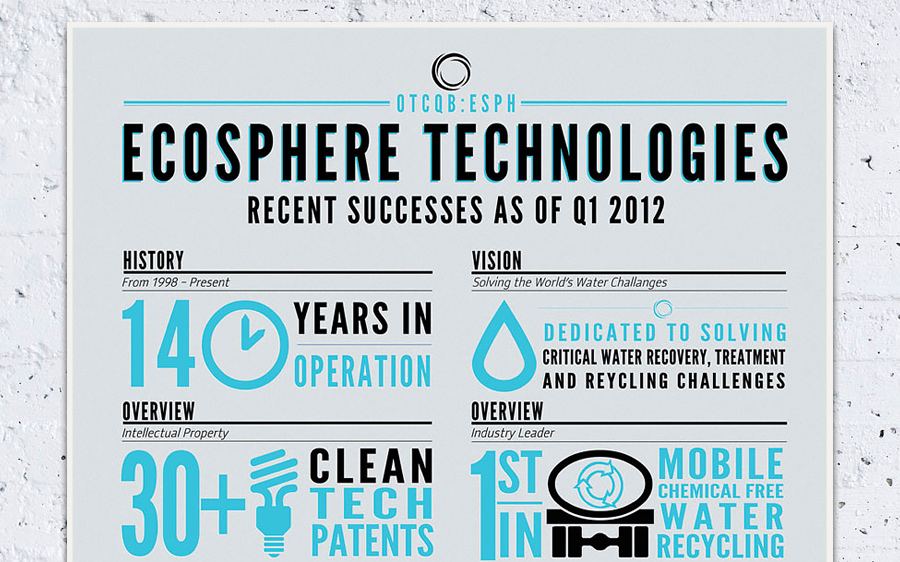 OTCQB:ESPH
ECOSPHERE TECHNOLOGIES
RECENT SUCCESSES AS OF Q1 2012
HISTORY
From 1998 – Present
14 YEARS IN
OPERATION
VISION
Solving the World's Water Challanges
DEDICATED TO SOLVING
CRITICAL WATER RECOVERY, TREATMENT
AND REYCLING CHALLENGES
OVERVIEW
Intellectual Property
30+ CLEAN
TECH
PATENTS
OVERVIEW
Industry Leader
1ST
IN
MOBILE
CHEMICAL FREE
WATER
RECYCLING